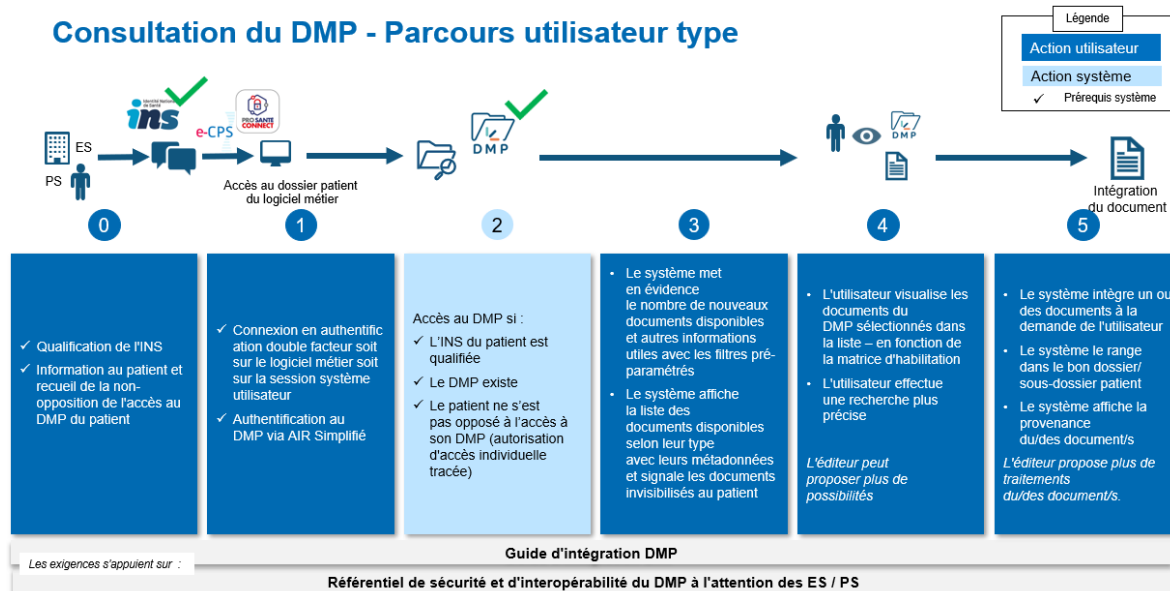 Consultation du DMP - Parcours utilisateur type
Légende
Action utilisateur
Action système
✓ Prérequis système
ES
PS
Identité Nationale
de Santé
ins
e-CPS
PRO SANTE
CONNECT
Accès au dossier patient
du logiciel métier
DMP
DMP
Intégration
du document
0
1
2
3
4
5
✓ Qualification de l'INS
✓ Information au patient et
recueil de la non-
opposition de l'accès au
DMP du patient
✓ Connexion en authentific
ation double facteur soit
sur le logiciel métier soit
sur la session système
utilisateur
✓ Authentification au
DMP via AIR Simplifié
Accès au DMP si :
✓ L'INS du patient est
qualifiée
✓ Le DMP existe
✓ Le patient ne s'est
pas opposé à l'accès à
son DMP (autorisation
d'accès individuelle
tracée)
• Le système met
en évidence
le nombre de nouveaux
documents disponibles
et autres informations
utiles avec les filtres pré-
paramétrés
• Le système affiche
la liste des
documents disponibles
selon leur type
avec leurs métadonnées
et signale les documents
invisibilisés au patient
• L'utilisateur visualise les
documents du
DMP sélectionnés dans
la liste – en fonction de
la matrice d'habilitation
• L'utilisateur effectue
une recherche plus
précise
L'éditeur peut
proposer plus de
possibilités
• Le système intègre un ou
des documents à la
demande de l'utilisateur
• Le système le range
dans le bon dossier/
sous-dossier patient
• Le système affiche la
provenance
du/des document/s
L'éditeur propose plus de
traitements
du/des document/s.
Les exigences s'appuient sur :
Guide d'intégration DMP
Référentiel de sécurité et d'interopérabilité du DMP à l'attention des ES / PS